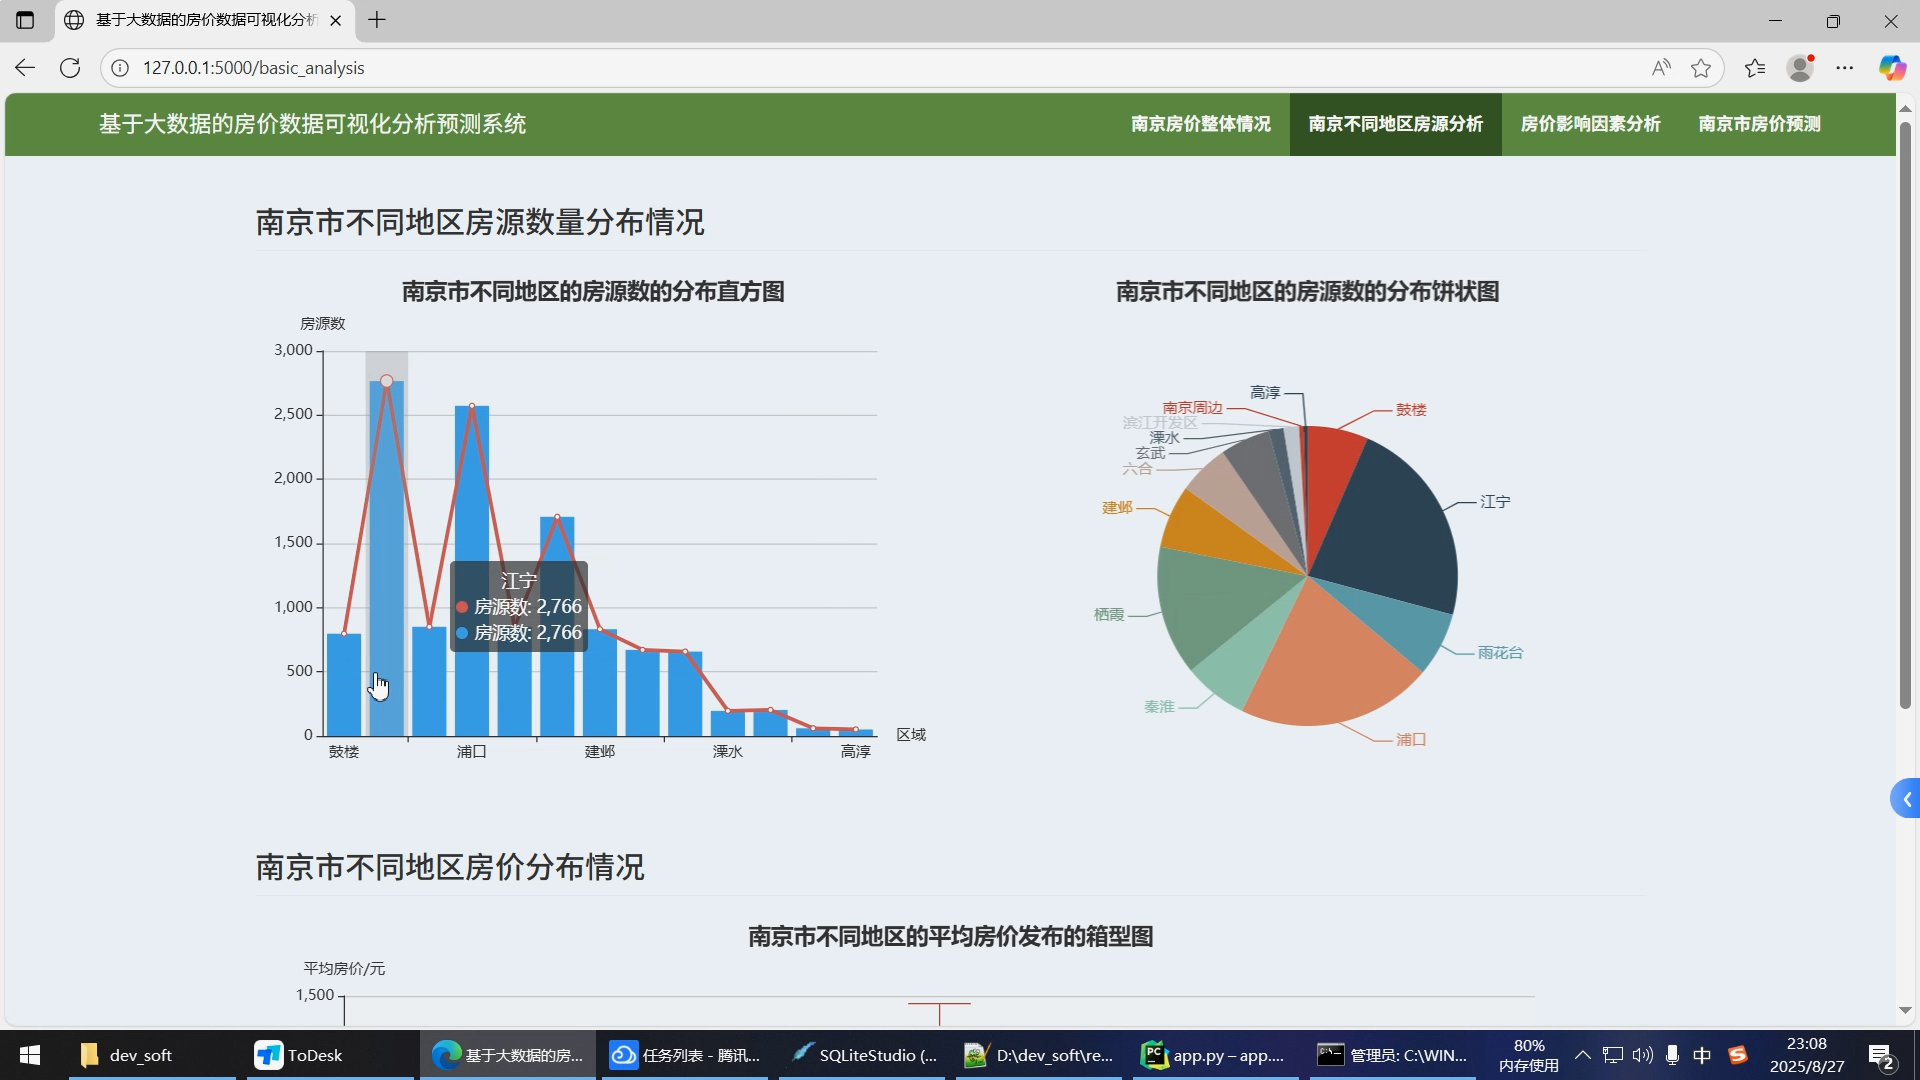 基于大数据的房价数据可视化分析
127.0.0.1:5000/basic_analysis
基于大数据的房价数据可视化分析预测系统
南京房价整体情况
南京不同地区房源分析
房价影响因素分析
南京市房价预测
南京市不同地区房源数量分布情况
南京市不同地区的房源数的分布直方图
房源数
3,000
2,500
2,000
1,500
1,000
500
0
江宁
房源数: 2,766
房源数: 2,766
鼓楼
浦口
建邺
溧水
高淳
区域
南京市不同地区的房源数的分布饼状图
高淳
南京周边
滨江开发区
溧水
玄武
六合
建邺
栖霞
秦淮
鼓楼
江宁
雨花台
浦口
南京市不同地区房价分布情况
南京市不同地区的平均房价发布的箱型图
平均房价/元
1,500
dev_soft
ToDesk
基于大数据的房...
任务列表 - 腾讯...
SQLiteStudio (...
D:\dev_soft\re...
app.py – app....
管理员: C:\WIN...
80%
内存使用
中
23:08
2025/8/27
2